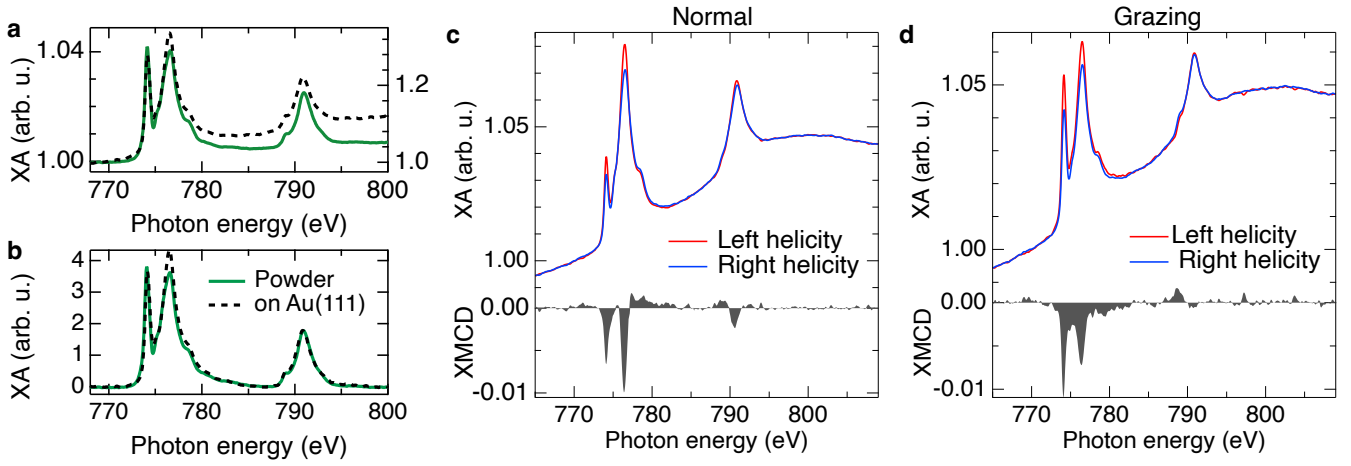 a
1.04
1.00
XA (arb. u.)
1.2
1.0
770 780 790 800
Photon energy (eV)
b
4
3
2
1
0
XA (arb. u.)
Powder
on Au(111)
770 780 790 800
Photon energy (eV)
Normal
c
1.05
1.00
XA (arb. u.)
Left helicity
Right helicity
0.00
-0.01
XMCD
770 780 790 800
Photon energy (eV)
Grazing
d
1.05
1.00
XA (arb. u.)
Left helicity
Right helicity
0.00
-0.01
XMCD
770 780 790 800
Photon energy (eV)